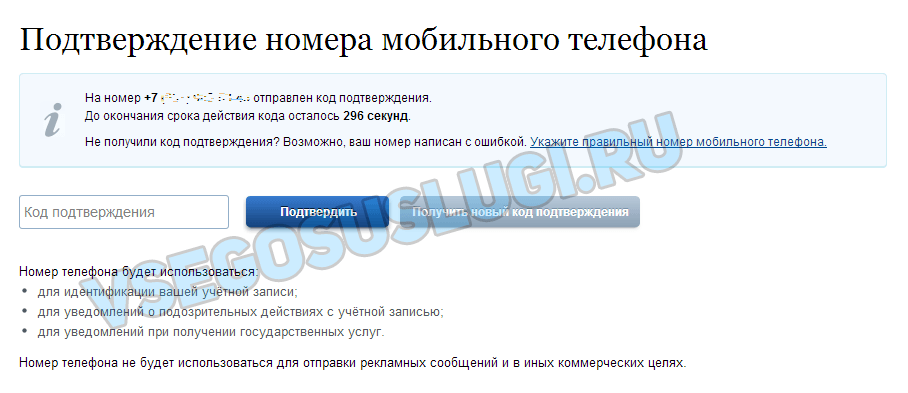 Подтверждение номера мобильного телефона
На номер +7 отправлен код подтверждения.
До окончания срока действия кода осталось 296 секунд.
Не получили код подтверждения? Возможно, ваш номер написан с ошибкой. Укажите правильный номер мобильного телефона.
Код подтверждения
Подтвердить
Получить новый код подтверждения
VSEGOSUSLUGI.RU
Номер телефона будет использоваться:
• для идентификации вашей учётной записи;
• для уведомлений о подозрительных действиях с учётной записью;
• для уведомлений при получении государственных услуг.
Номер телефона не будет использоваться для отправки рекламных сообщений и в иных коммерческих целях.